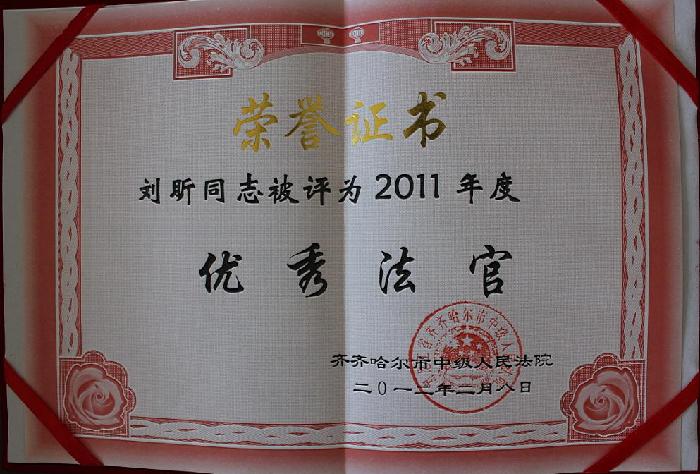 荣誉证书
刘昕同志被评为2011年度
优秀法官
齐齐哈尔市中级人民法院
二〇一二年二月八日